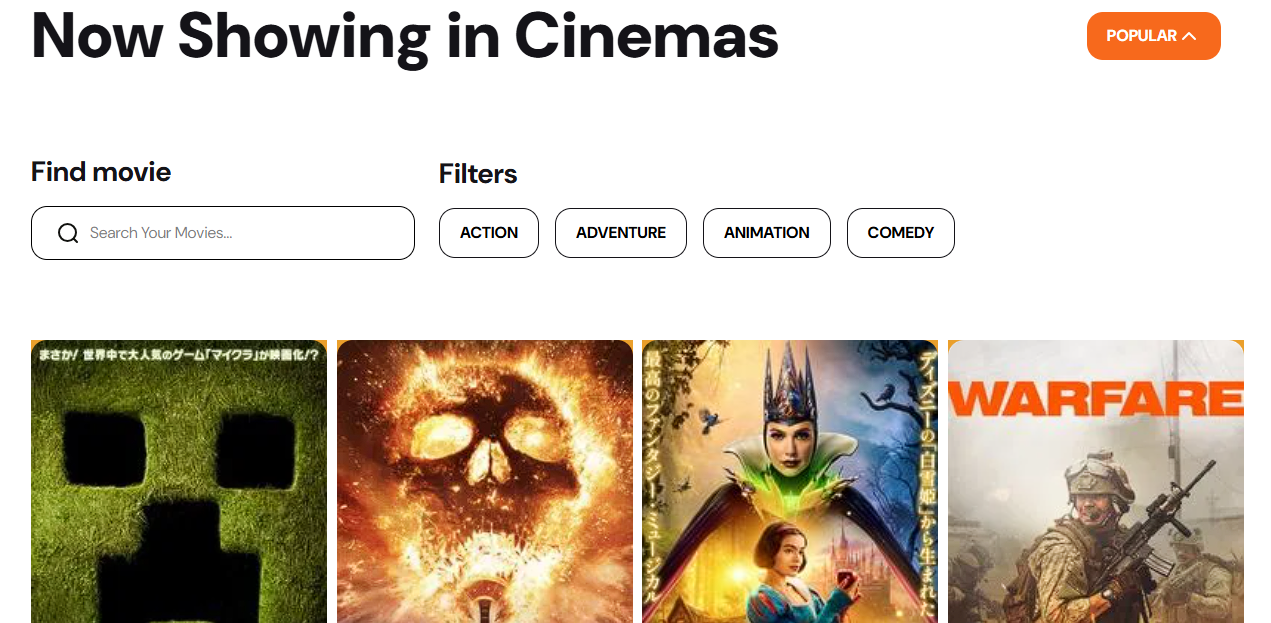 Now Showing in Cinemas
POPULAR
Find movie
Filters
Search Your Movies...
ACTION
ADVENTURE
ANIMATION
COMEDY
まさか!世界中で大人気のゲーム「マイクラ」が映画化!?
最高のファンタジー・ミュージカル
ディズニーの「白雪姫」から生まれた
WARFARE